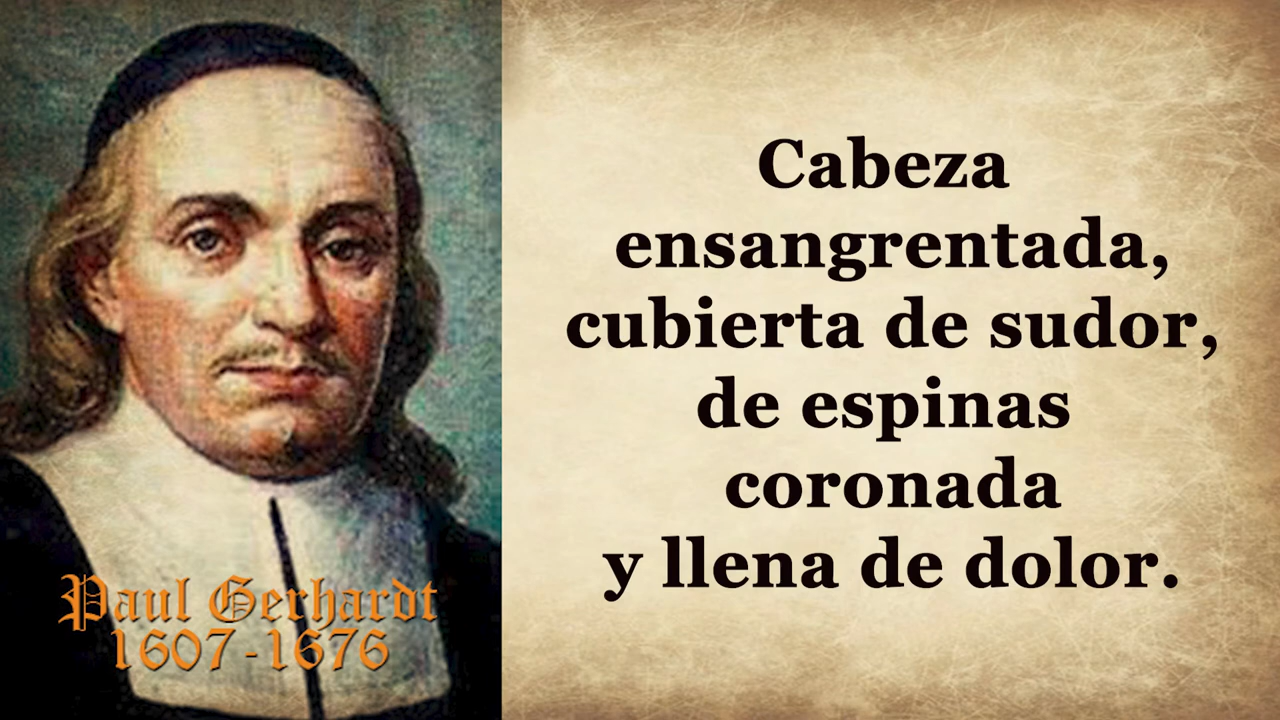 Paul Gerhardt
1607-1676
Cabeza
ensangrentada,
cubierta de sudor,
de espinas
coronada
y llena de dolor.